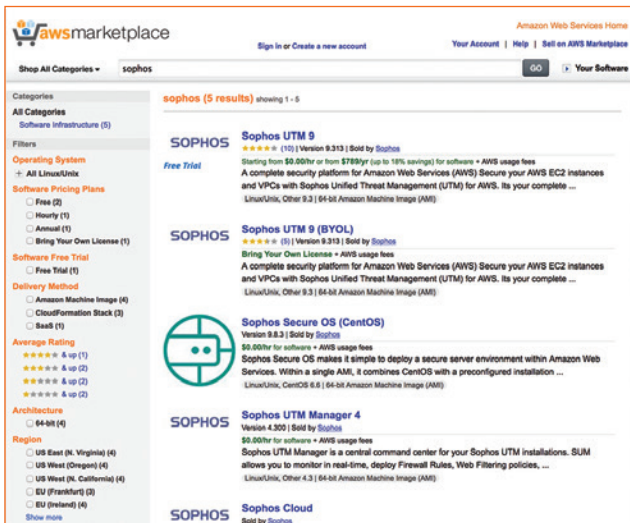 awsmarketplace
Amazon Web Services Home
Sign in or Create a new account
Your Account | Help | Sell on AWS Marketplace
Shop All Categories
sophos
GO
Your Software
Categories
All Categories
Software Infrastructure (5)
Filters
Operating System
All Linux/Unix
Software Pricing Plans
Free (2)
Hourly (1)
Annual (1)
Bring Your Own License (1)
Software Free Trial
Free Trial (1)
Delivery Method
Amazon Machine Image (4)
CloudFormation Stack (3)
SaaS (1)
Average Rating
& up (1)
& up (2)
& up (2)
& up (2)
Architecture
64-bit (4)
Region
US East (N. Virginia) (4)
US West (Oregon) (4)
US West (N. California) (4)
EU (Frankfurt) (3)
EU (Ireland) (4)
Show more
sophos (5 results) showing 1 - 5
SOPHOS
Free Trial
Sophos UTM 9
(10) | Version 9.313 | Sold by Sophos
Starting from $0.00/hr or from $789/yr (up to 18% savings) for software + AWS usage fees
A complete security platform for Amazon Web Services (AWS) Secure your AWS EC2 instances
and VPCs with Sophos Unified Threat Management (UTM) for AWS. Its your complete ...
Linux/Unix, Other 9.3 | 64-bit Amazon Machine Image (AMI)
SOPHOS
Sophos UTM 9 (BYOL)
(5) | Version 9.313 | Sold by Sophos
Bring Your Own License + AWS usage fees
A complete security platform for Amazon Web Services (AWS) Secure your AWS EC2 instances
and VPCs with Sophos Unified Threat Management (UTM) for AWS. Its your complete ...
Linux/Unix, Other 9.3 | 64-bit Amazon Machine Image (AMI)
Sophos Secure OS (CentOS)
Version 9.8.3 | Sold by Sophos
$0.00/hr for software + AWS usage fees
Sophos Secure OS makes it simple to deploy a secure server environment within Amazon Web
Services. Within a single AMI, it combines CentOS with a preconfigured installation ...
Linux/Unix, CentOS 6.6 | 64-bit Amazon Machine Image (AMI)
SOPHOS
Sophos UTM Manager 4
Version 4.300 | Sold by Sophos
$0.00/hr for software + AWS usage fees
Sophos UTM Manager is a central command center for your Sophos UTM installations. SUM
allows you to monitor in real-time, deploy Firewall Rules, Web Filtering policies, ...
Linux/Unix, Other 4.3 | 64-bit Amazon Machine Image (AMI)
SOPHOS
Sophos Cloud
Sold by Sophos